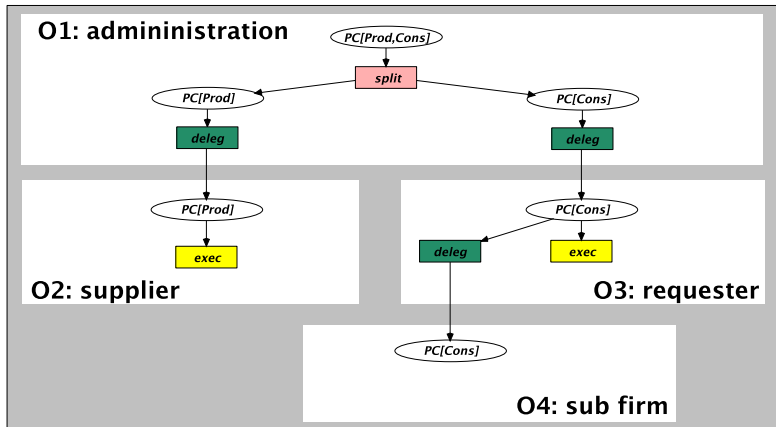 O1: admininistration
PC[Prod,Cons]
split
PC[Prod]
PC[Cons]
deleg
deleg
PC[Prod]
PC[Cons]
exec
deleg
exec
O2: supplier
O3: requester
PC[Cons]
O4: sub firm